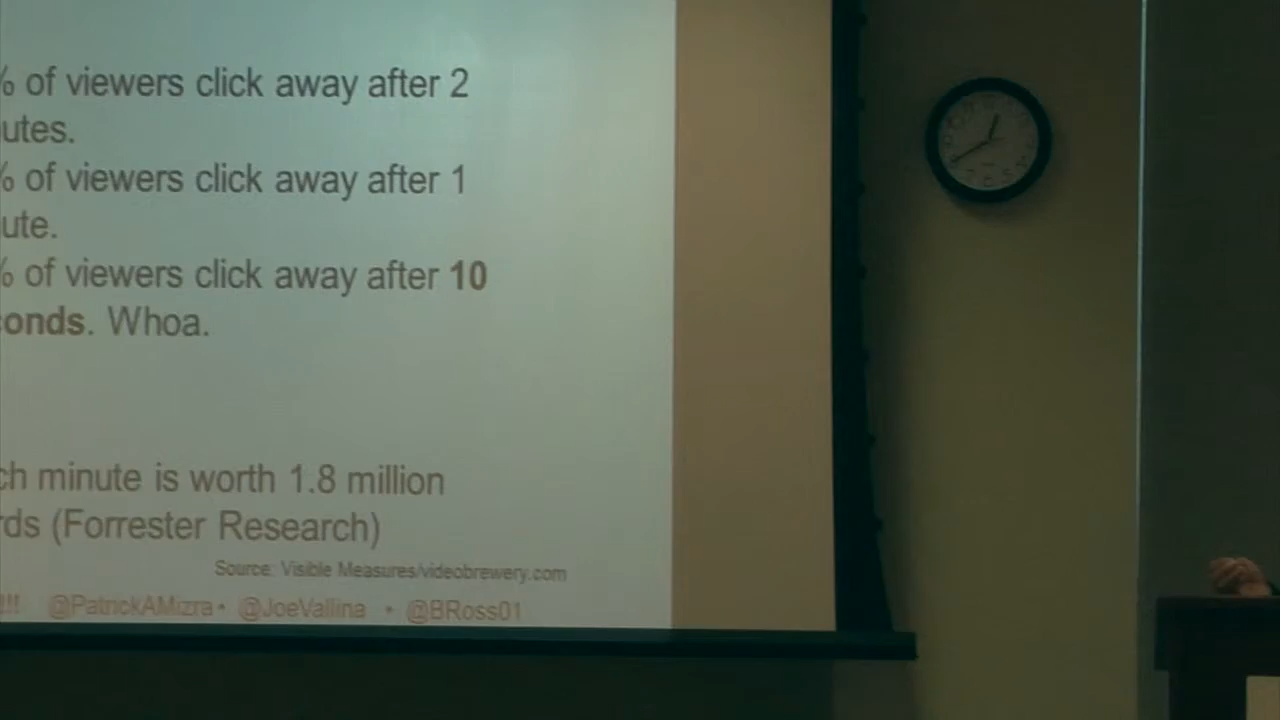 % of viewers click away after 2
utes.
% of viewers click away after 1
ute.
% of viewers click away after 10
conds. Whoa.
ch minute is worth 1.8 million
rds (Forrester Research)
Source: Visible Measures/videobrewery.com
!!! @PatrickAMizra • @JoeVallina • @BRoss01